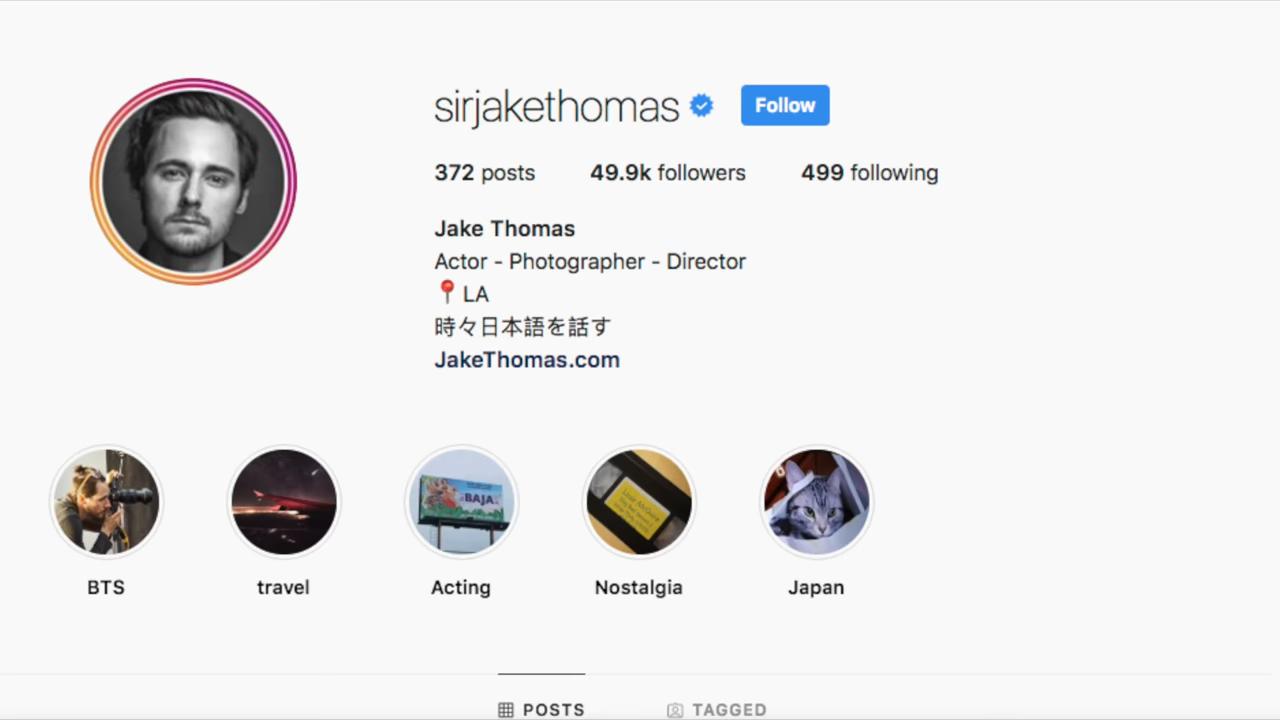 sirjakethomas Follow
372 posts 49.9k followers 499 following
Jake Thomas
Actor - Photographer - Director
📍LA
時々日本語を話す
JakeThomas.com
BAJA
BTS travel Acting Nostalgia Japan
POSTS TAGGED